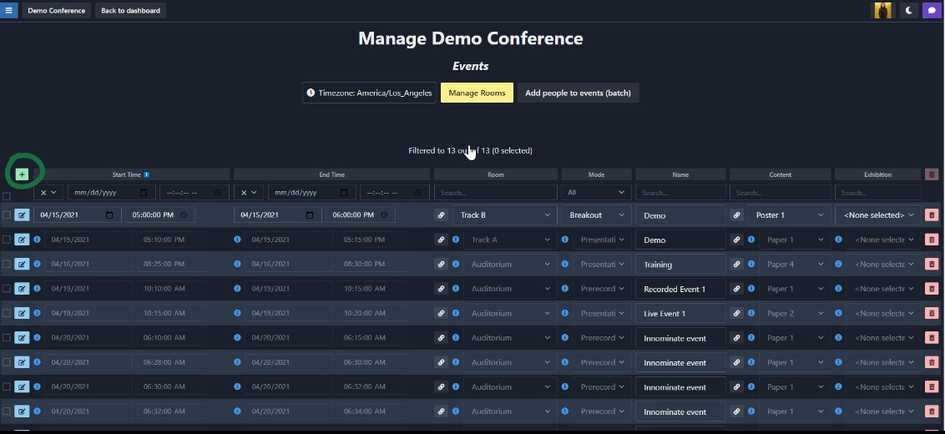 Demo Conference Back to dashboard
Manage Demo Conference
Events
Timezone: America/Los_Angeles Manage Rooms Add people to events (batch)
Filtered to 13 out of 13 (0 selected)
+ Start Time End Time Room Mode Name Content Exhibition
mm/dd/yyyy --:--:-- -- mm/dd/yyyy --:--:-- -- Search... All Search... Search... Search...
04/15/2021 05:00:00 PM 04/15/2021 06:00:00 PM Track B Breakout Demo Poster 1 <None selected>
04/15/2021 05:10:00 PM 04/15/2021 05:15:00 PM Track A Presentati Demo Paper 1 <None selecte
04/16/2021 08:25:00 PM 04/16/2021 08:30:00 PM Auditorium Presentati Training Paper 4 <None selecte
04/19/2021 10:10:00 AM 04/19/2021 10:15:00 AM Auditorium Prerecord Recorded Event 1 Paper 1 <None selecte
04/19/2021 10:15:00 AM 04/19/2021 10:20:00 AM Auditorium Presentati Live Event 1 Paper 2 <None selecte
04/20/2021 06:10:00 AM 04/20/2021 06:15:00 AM Auditorium Prerecord Innominate event Paper 1 <None selecte
04/20/2021 06:28:00 AM 04/20/2021 06:30:00 AM Auditorium Prerecord Innominate event Paper 1 <None selecte
04/20/2021 06:30:00 AM 04/20/2021 06:32:00 AM Auditorium Prerecord Innominate event Paper 1 <None selecte
04/20/2021 06:32:00 AM 04/20/2021 06:34:00 AM Auditorium Prerecord Innominate event Paper 1 <None selecte